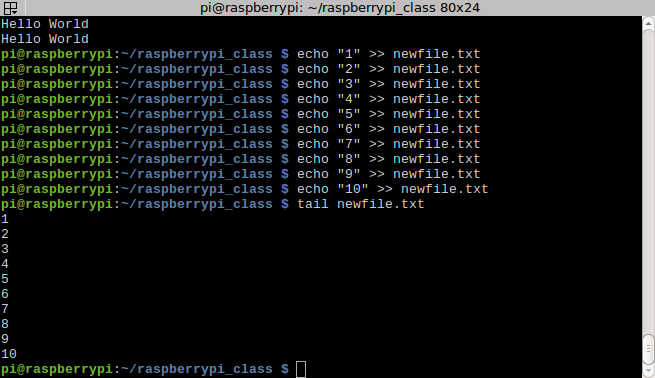 pi@raspberrypi: ~/raspberrypi_class 80x24
Hello World
Hello World
pi@raspberrypi:~/raspberrypi_class $ echo "1" >> newfile.txt
pi@raspberrypi:~/raspberrypi_class $ echo "2" >> newfile.txt
pi@raspberrypi:~/raspberrypi_class $ echo "3" >> newfile.txt
pi@raspberrypi:~/raspberrypi_class $ echo "4" >> newfile.txt
pi@raspberrypi:~/raspberrypi_class $ echo "5" >> newfile.txt
pi@raspberrypi:~/raspberrypi_class $ echo "6" >> newfile.txt
pi@raspberrypi:~/raspberrypi_class $ echo "7" >> newfile.txt
pi@raspberrypi:~/raspberrypi_class $ echo "8" >> newfile.txt
pi@raspberrypi:~/raspberrypi_class $ echo "9" >> newfile.txt
pi@raspberrypi:~/raspberrypi_class $ echo "10" >> newfile.txt
pi@raspberrypi:~/raspberrypi_class $ tail newfile.txt
1
2
3
4
5
6
7
8
9
10
pi@raspberrypi:~/raspberrypi_class $